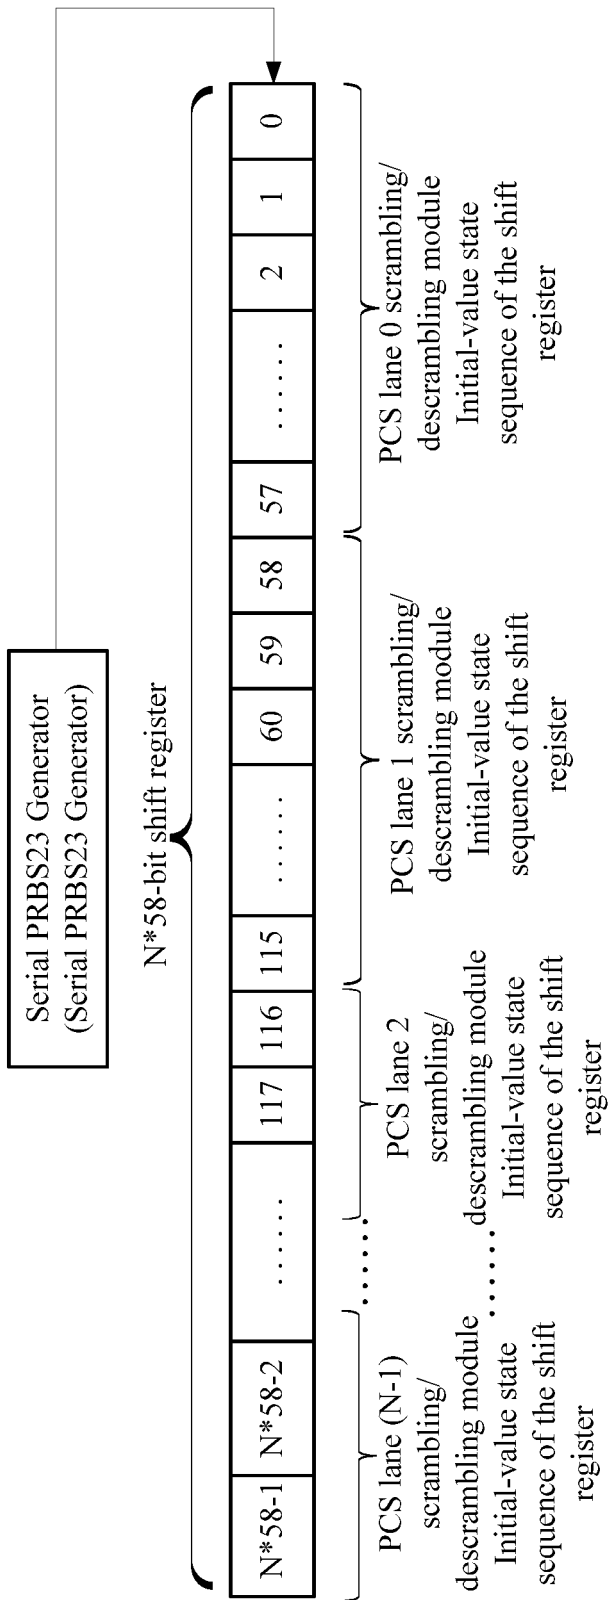 Serial PRBS23 Generator
(Serial PRBS23 Generator)
N*58-bit shift register
N*58-1
N*58-2
......
117
116
115
......
60
59
58
57
......
2
1
0
PCS lane (N-1)
scrambling/
descrambling module
Initial-value state
sequence of the shift
register
......
......
PCS lane 2
scrambling/
descrambling module
Initial-value state
sequence of the shift
register
PCS lane 1 scrambling/
descrambling module
Initial-value state
sequence of the shift
register
PCS lane 0 scrambling/
descrambling module
Initial-value state
sequence of the shift
register